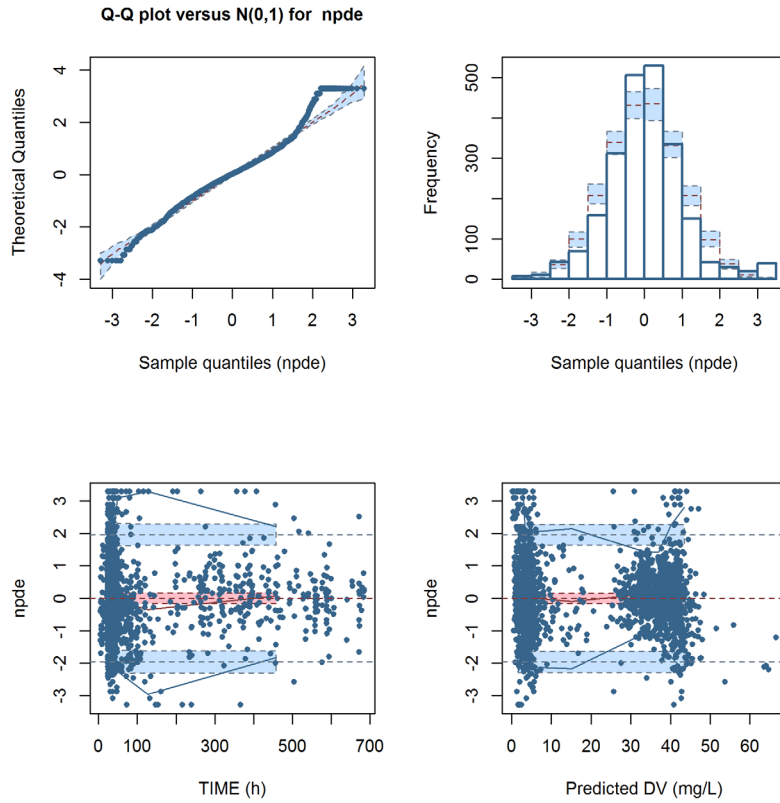 Q-Q plot versus N(0,1) for npde
Theoretical Quantiles
4
2
0
-2
-4
-3 -2 -1 0 1 2 3
Sample quantiles (npde)
Frequency
500
300
100
0
-3 -2 -1 0 1 2 3
Sample quantiles (npde)
npde
3
2
1
0
-1
-2
-3
0 100 300 500 700
TIME (h)
npde
3
2
1
0
-1
-2
-3
0 10 20 30 40 50 60
Predicted DV (mg/L)